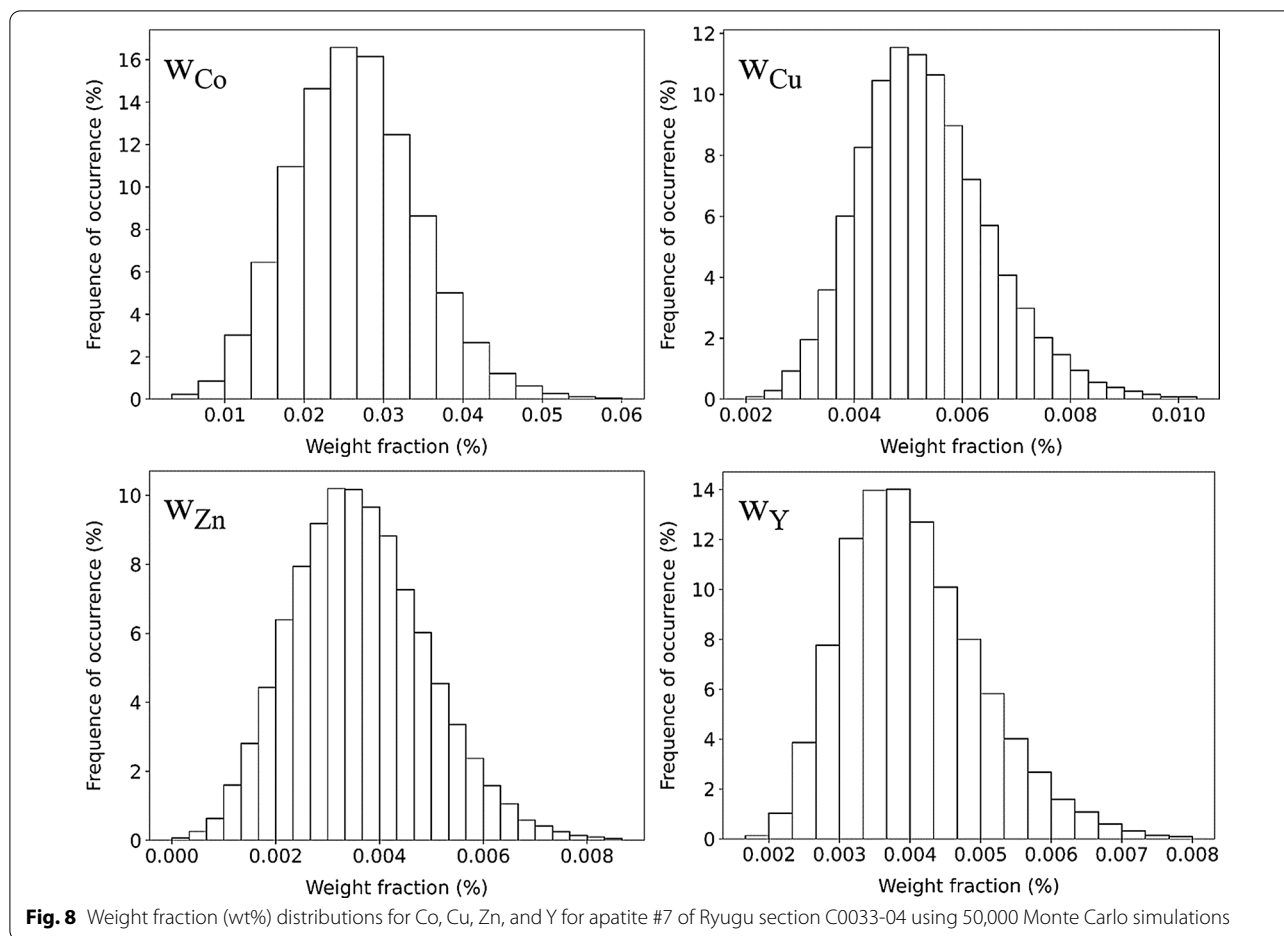 wCo
Frequence of occurrence (%)
16
14
12
10
8
6
4
2
0
0.01 0.02 0.03 0.04 0.05 0.06
Weight fraction (%)
wCu
Frequence of occurrence (%)
12
10
8
6
4
2
0
0.002 0.004 0.006 0.008 0.010
Weight fraction (%)
wZn
Frequence of occurrence (%)
10
8
6
4
2
0
0.000 0.002 0.004 0.006 0.008
Weight fraction (%)
wY
Frequence of occurrence (%)
14
12
10
8
6
4
2
0
0.002 0.003 0.004 0.005 0.006 0.007 0.008
Weight fraction (%)
Fig. 8 Weight fraction (wt%) distributions for Co, Cu, Zn, and Y for apatite #7 of Ryugu section C0033-04 using 50,000 Monte Carlo simulations